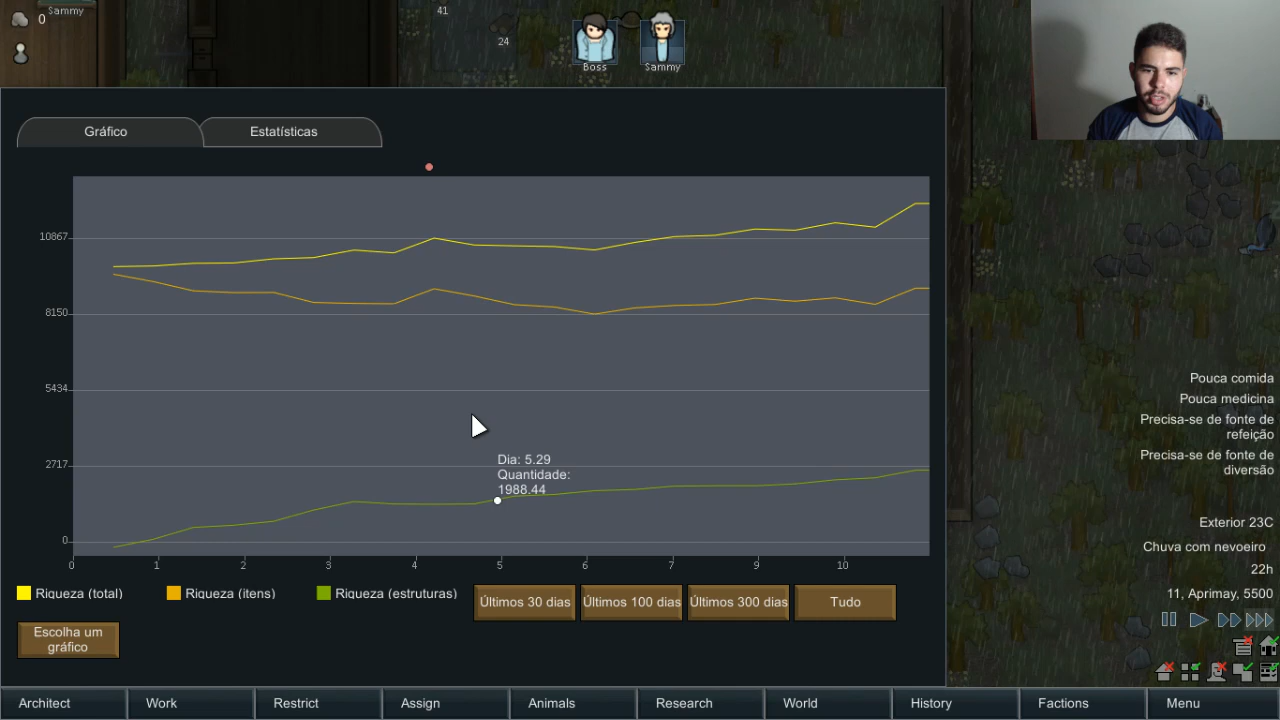 Sammy
0
41
24
Boss
Sammy
Gráfico
Estatísticas
10867
8150
5434
2717
0
Dia: 5.29
Quantidade:
1988.44
0
1
2
3
4
5
6
7
9
10
Riqueza (total)
Riqueza (itens)
Riqueza (estruturas)
Últimos 30 dias
Últimos 100 dias
Últimos 300 dias
Tudo
Escolha um
gráfico
Pouca comida
Pouca medicina
Precisa-se de fonte de
refeição
Precisa-se de fonte de
diversão
Exterior 23C
Chuva com nevoeiro
22h
11, Aprimay, 5500
Architect
Work
Restrict
Assign
Animals
Research
World
History
Factions
Menu